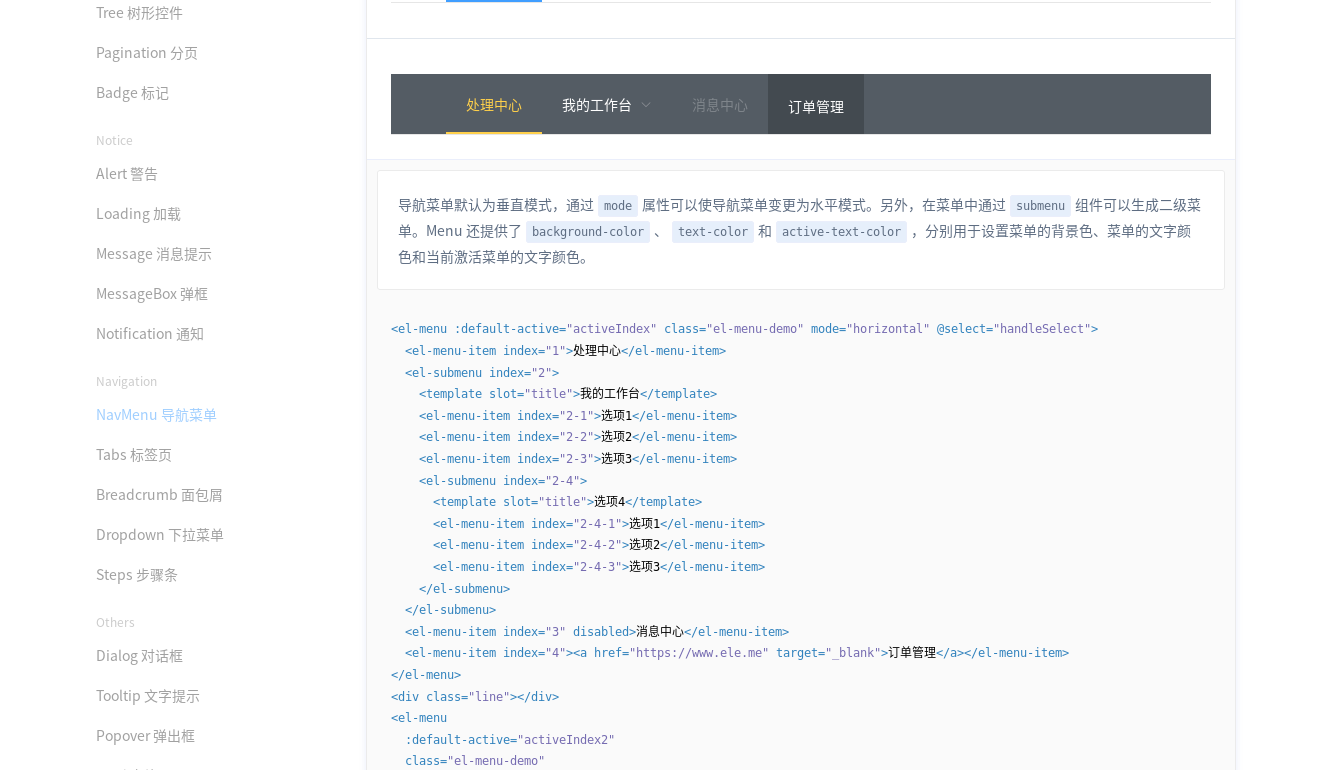 Tree 树形控件
Pagination 分页
Badge 标记
Notice
Alert 警告
Loading 加载
Message 消息提示
MessageBox 弹框
Notification 通知
Navigation
NavMenu 导航菜单
Tabs 标签页
Breadcrumb 面包屑
Dropdown 下拉菜单
Steps 步骤条
Others
Dialog 对话框
Tooltip 文字提示
Popover 弹出框
处理中心 我的工作台 消息中心 订单管理
导航菜单默认为垂直模式，通过 mode 属性可以使导航菜单变更为水平模式。另外，在菜单中通过 submenu 组件可以生成二级菜
单。Menu 还提供了 background-color 、 text-color 和 active-text-color ，分别用于设置菜单的背景色、菜单的文字颜
色和当前激活菜单的文字颜色。
<el-menu :default-active="activeIndex" class="el-menu-demo" mode="horizontal" @select="handleSelect">
  <el-menu-item index="1">处理中心</el-menu-item>
  <el-submenu index="2">
    <template slot="title">我的工作台</template>
    <el-menu-item index="2-1">选项1</el-menu-item>
    <el-menu-item index="2-2">选项2</el-menu-item>
    <el-menu-item index="2-3">选项3</el-menu-item>
    <el-submenu index="2-4">
      <template slot="title">选项4</template>
      <el-menu-item index="2-4-1">选项1</el-menu-item>
      <el-menu-item index="2-4-2">选项2</el-menu-item>
      <el-menu-item index="2-4-3">选项3</el-menu-item>
    </el-submenu>
  </el-submenu>
  <el-menu-item index="3" disabled>消息中心</el-menu-item>
  <el-menu-item index="4"><a href="https://www.ele.me" target="_blank">订单管理</a></el-menu-item>
</el-menu>
<div class="line"></div>
<el-menu
  :default-active="activeIndex2"
  class="el-menu-demo"